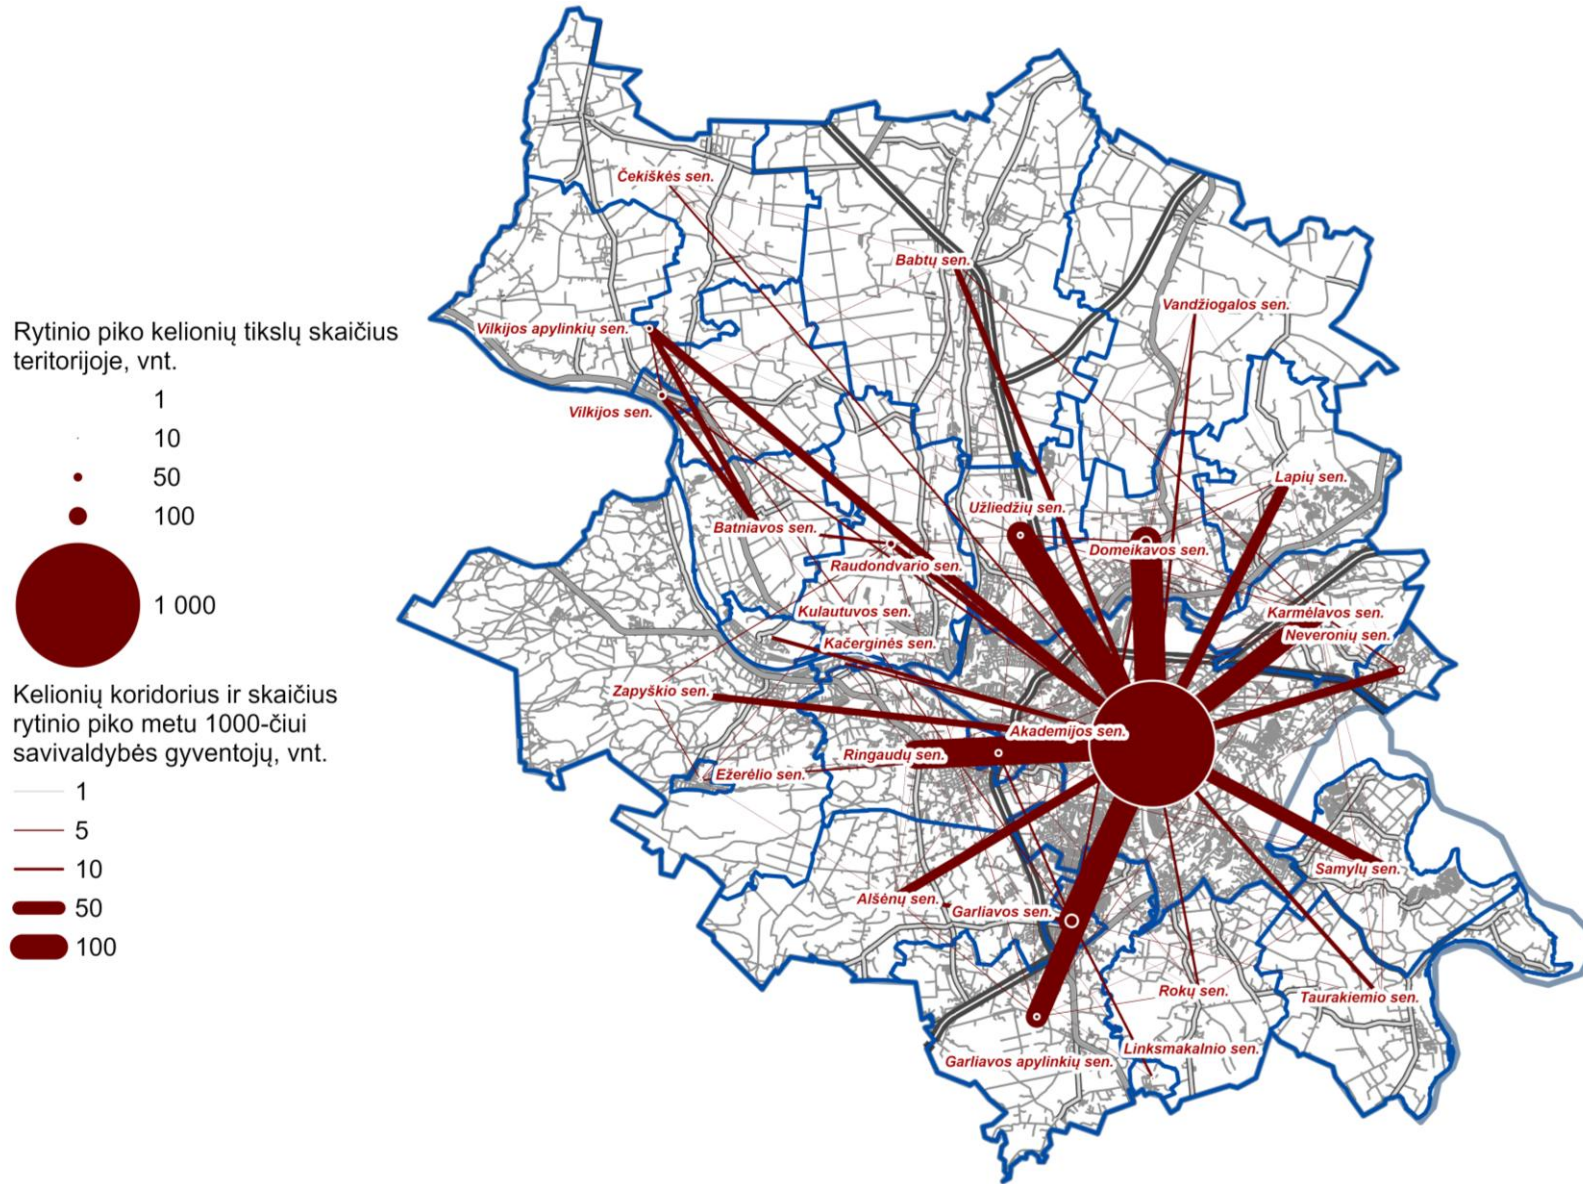 Rytinio piko kelionių tikslų skaičius
teritorijoje, vnt.
1
10
50
100
1 000
Kelionių koridorius ir skaičius
rytinio piko metu 1000-čiui
savivaldybės gyventojų, vnt.
1
5
10
50
100
Čekiškės sen.
Babtų sen.
Vandžiogalos sen.
Vilkijos apylinkių sen.
Vilkijos sen.
Lapių sen.
Užliedžių sen.
Batniavos sen.
Domeikavos sen.
Raudondvario sen.
Kulautuvos sen.
Karmėlavos sen.
Neveronių sen.
Kačerginės sen.
Zapyškio sen.
Akademijos sen.
Ringaudų sen.
Ežerėlio sen.
Samylų sen.
Alšėnų sen.
Garliavos sen.
Rokų sen.
Taurakiemio sen.
Linksmakalnio sen.
Garliavos apylinkių sen.